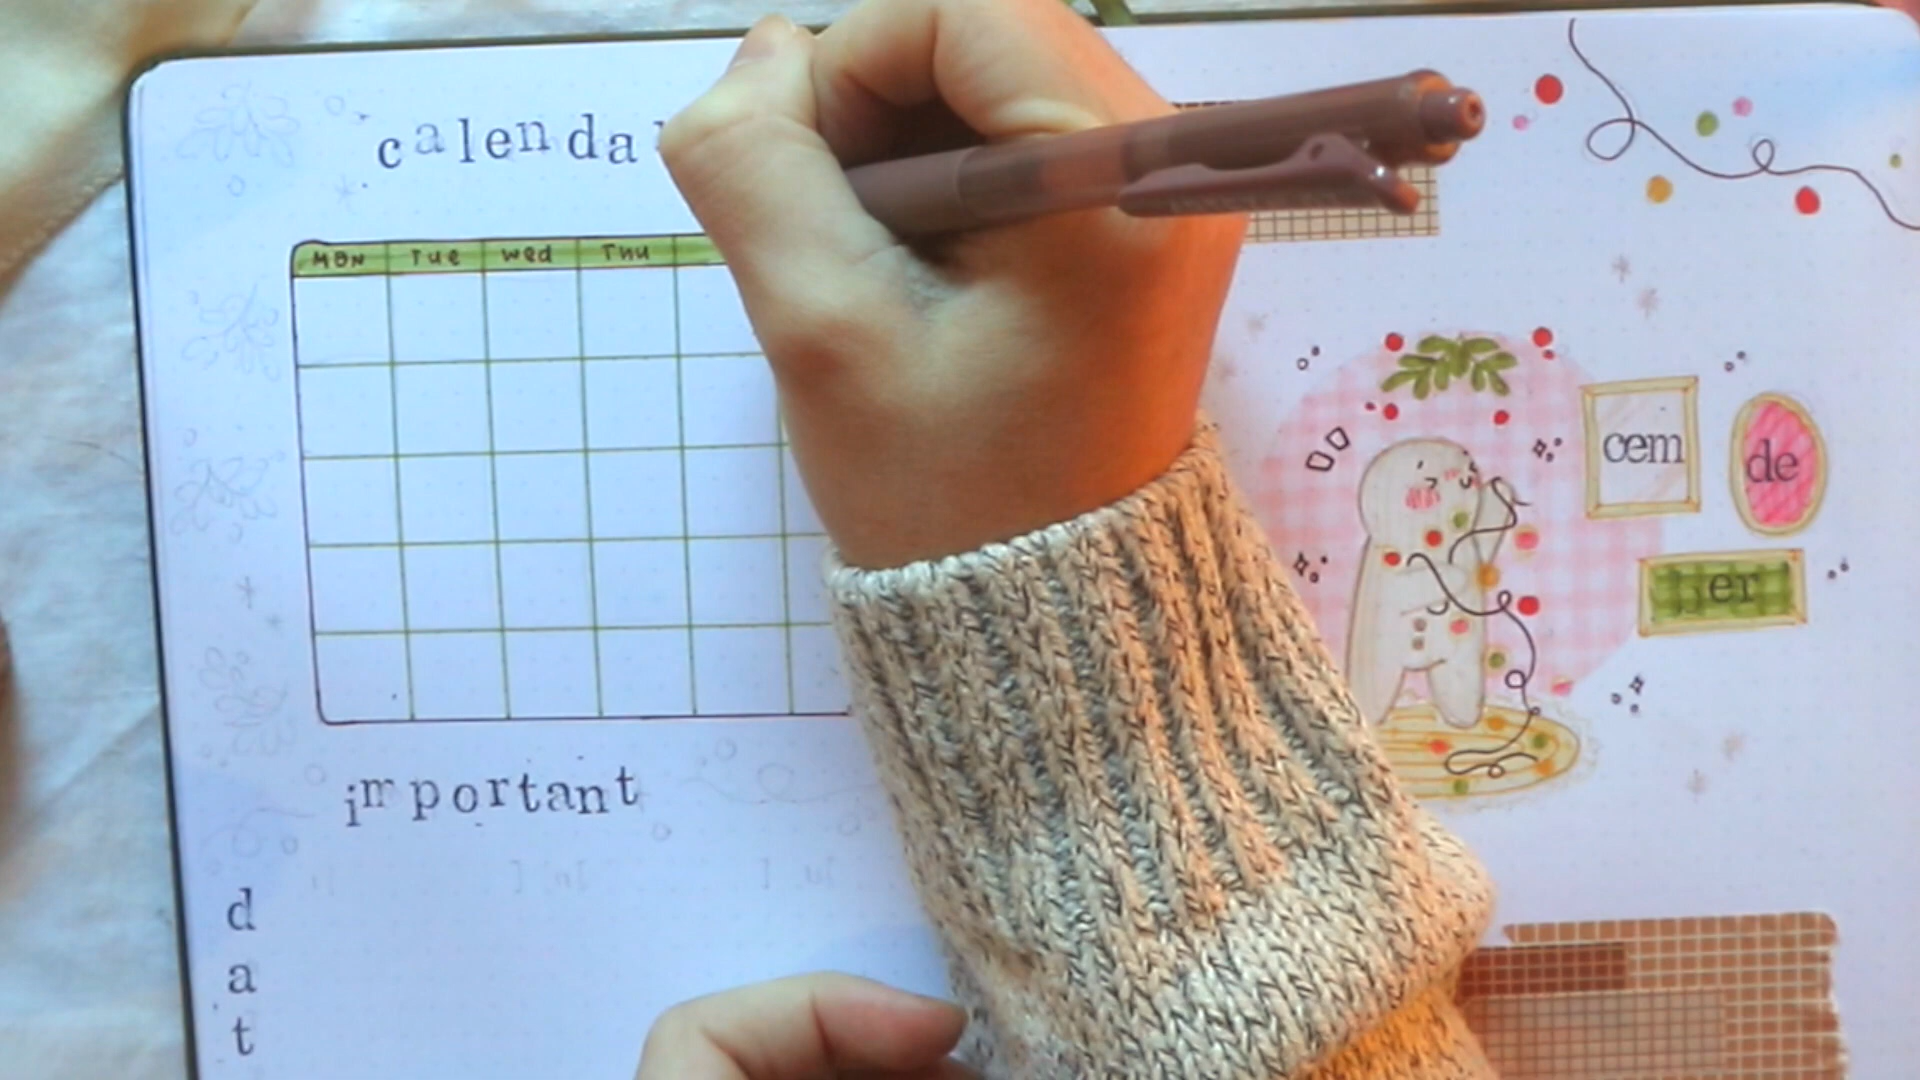 calenda
MON Tue wed Thu
important
d
a
t
cem
de
ber